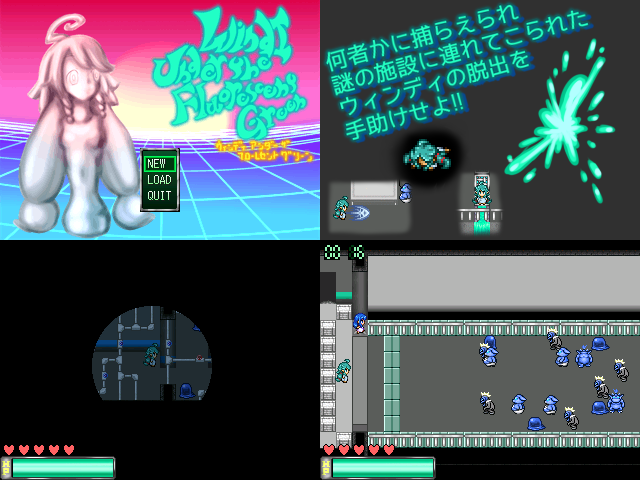 Windy
Under the
Fluorescent
Green
ウィンディアンダーザ
フローレセントグリーン
NEW
LOAD
QUIT
何者かに捕らえられ
謎の施設に連れてこられた
ウィンディの脱出を
手助けせよ!!
00 16